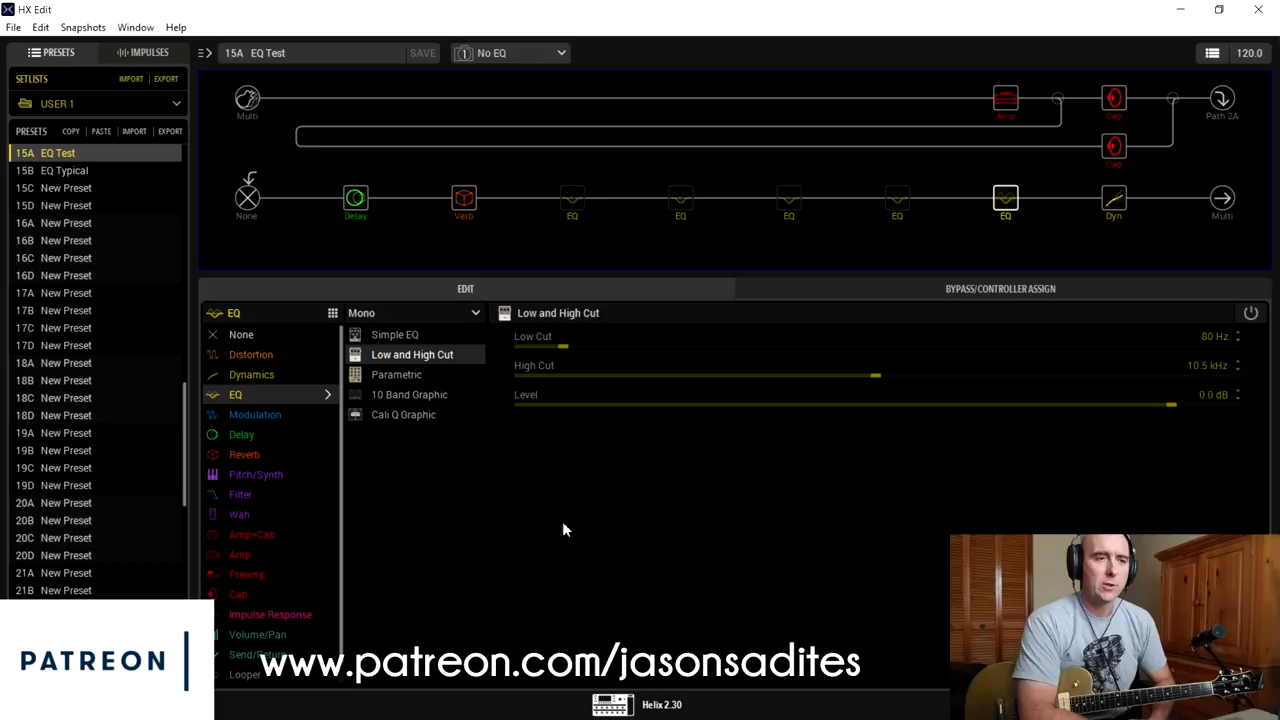 HX Edit
File Edit Snapshots Window Help
PRESETS IMPULSES
15A EQ Test SAVE 1 No EQ 120.0
SETLISTS IMPORT EXPORT
USER 1
PRESETS COPY PASTE IMPORT EXPORT
15A EQ Test
15B EQ Typical
15C New Preset
15D New Preset
16A New Preset
16B New Preset
16C New Preset
16D New Preset
17A New Preset
17B New Preset
17C New Preset
17D New Preset
18A New Preset
18B New Preset
18C New Preset
18D New Preset
19A New Preset
19B New Preset
19C New Preset
19D New Preset
20A New Preset
20B New Preset
20C New Preset
20D New Preset
21A New Preset
21B New Preset
Multi Amp Cab Path 2A
Cab
None Delay Verb EQ EQ EQ EQ EQ Dyn Multi
EDIT BYPASS/CONTROLLER ASSIGN
EQ
None
Distortion
Dynamics
EQ
Modulation
Delay
Reverb
Pitch/Synth
Filter
Wah
Amp+Cab
Amp
Preamp
Cab
Impulse Response
Volume/Pan
Send/Return
Looper
Mono
Simple EQ
Low and High Cut
Parametric
10 Band Graphic
Cali Q Graphic
Low and High Cut
Low Cut 80 Hz
High Cut 10.5 kHz
Level 0.0 dB
PATREON
www.patreon.com/jasonsadites
Helix 2.30